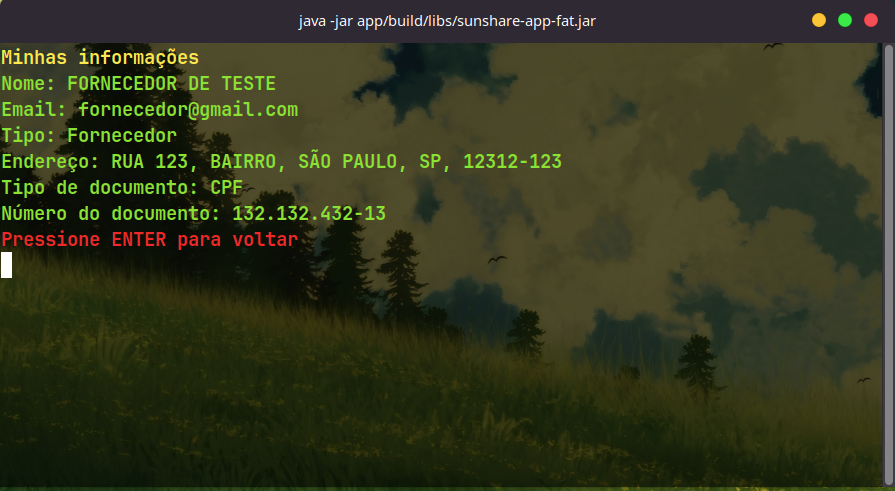 java -jar app/build/libs/sunshare-app-fat.jar
Minhas informações
Nome: FORNECEDOR DE TESTE
Email: fornecedor@gmail.com
Tipo: Fornecedor
Endereço: RUA 123, BAIRRO, SÃO PAULO, SP, 12312-123
Tipo de documento: CPF
Número do documento: 132.132.432-13
Pressione ENTER para voltar